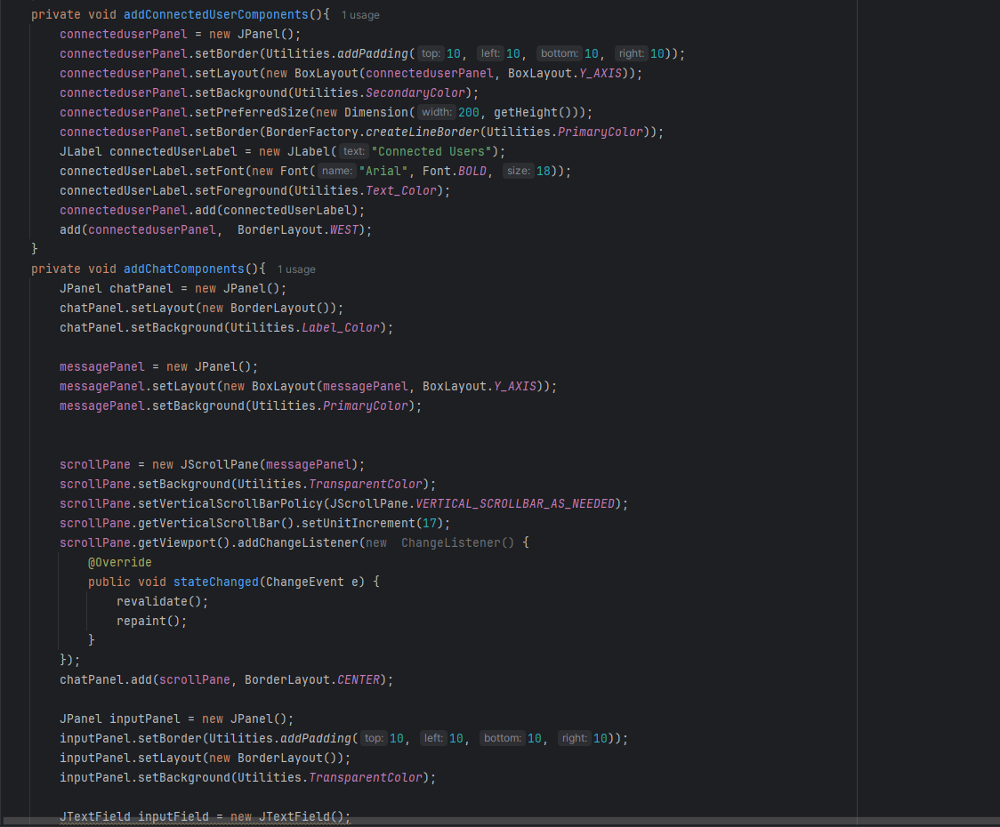 private void addConnectedUserComponents(){ 1 usage
connecteduserPanel = new JPanel();
connecteduserPanel.setBorder(Utilities.addPadding( top: 10, left: 10, bottom: 10, right: 10));
connecteduserPanel.setLayout(new BoxLayout(connecteduserPanel, BoxLayout.Y_AXIS));
connecteduserPanel.setBackground(Utilities.SecondaryColor);
connecteduserPanel.setPreferredSize(new Dimension( width: 200, getHeight()));
connecteduserPanel.setBorder(BorderFactory.createLineBorder(Utilities.PrimaryColor));
JLabel connectedUserLabel = new JLabel( text: "Connected Users");
connectedUserLabel.setFont(new Font( name: "Arial", Font.BOLD, size: 18));
connectedUserLabel.setForeground(Utilities.Text_Color);
connecteduserPanel.add(connectedUserLabel);
add(connecteduserPanel,  BorderLayout.WEST);
}
private void addChatComponents(){ 1 usage
JPanel chatPanel = new JPanel();
chatPanel.setLayout(new BorderLayout());
chatPanel.setBackground(Utilities.Label_Color);
messagePanel = new JPanel();
messagePanel.setLayout(new BoxLayout(messagePanel, BoxLayout.Y_AXIS));
messagePanel.setBackground(Utilities.PrimaryColor);
scrollPane = new JScrollPane(messagePanel);
scrollPane.setBackground(Utilities.TransparentColor);
scrollPane.setVerticalScrollBarPolicy(JScrollPane.VERTICAL_SCROLLBAR_AS_NEEDED);
scrollPane.getVerticalScrollBar().setUnitIncrement(17);
scrollPane.getViewport().addChangeListener(new  ChangeListener() {
@Override
public void stateChanged(ChangeEvent e) {
revalidate();
repaint();
}
});
chatPanel.add(scrollPane, BorderLayout.CENTER);
JPanel inputPanel = new JPanel();
inputPanel.setBorder(Utilities.addPadding( top: 10, left: 10, bottom: 10, right: 10));
inputPanel.setLayout(new BorderLayout());
inputPanel.setBackground(Utilities.TransparentColor);
JTextField inputField = new JTextField();